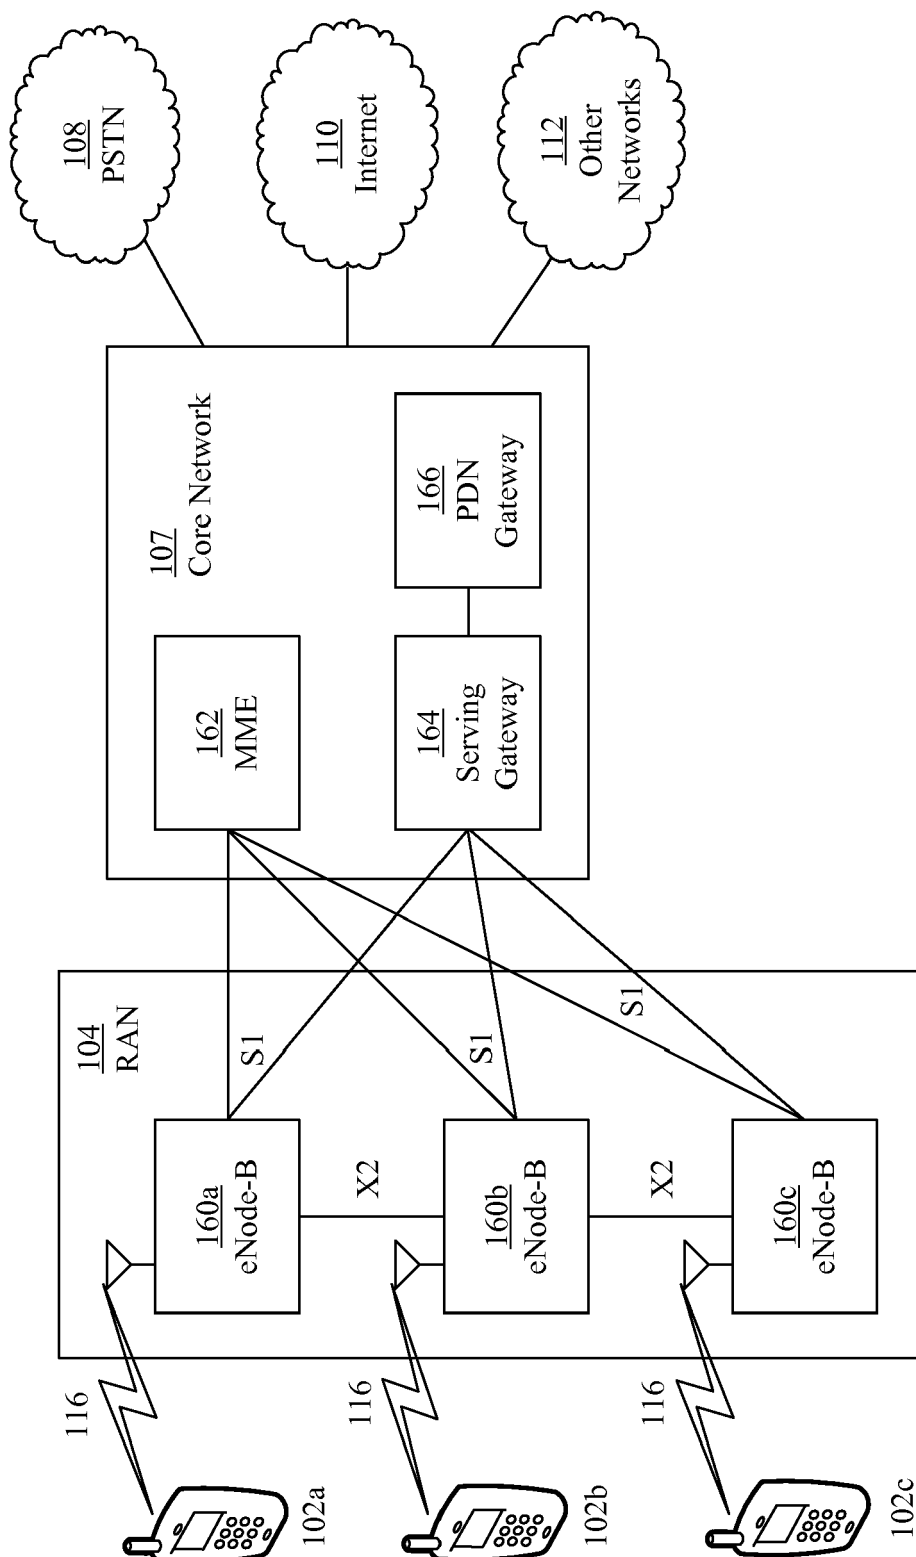 102a
102b
102c
116
116
116
104
RAN
160a
eNode-B
160b
eNode-B
160c
eNode-B
X2
X2
S1
S1
S1
107
Core Network
162
MME
164
Serving
Gateway
166
PDN
Gateway
108
PSTN
110
Internet
112
Other
Networks